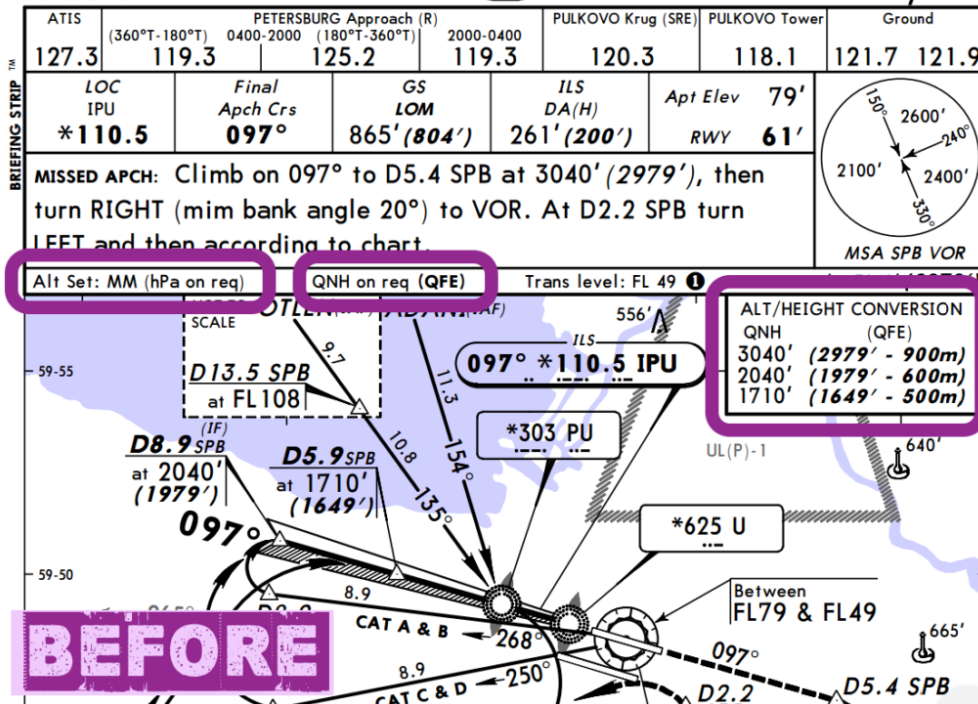 ATIS
127.3
PETERSBURG Approach (R)
(360°T-180°T) 0400-2000 (180°T-360°T) 2000-0400
119.3 125.2 119.3
PULKOVO Krug (SRE)
120.3
PULKOVO Tower
118.1
Ground
121.7 121.9
BRIEFING STRIP TM
LOC
IPU
*110.5
Final
Apch Crs
097°
GS
LOM
865' (804')
ILS
DA(H)
261' (200')
Apt Elev 79'
RWY 61'
MISSED APCH: Climb on 097° to D5.4 SPB at 3040' (2979'), then
turn RIGHT (mim bank angle 20°) to VOR. At D2.2 SPB turn
LEFT and then according to chart.
150°
2600'
240°
2100'
2400'
330°
MSA SPB VOR
Alt Set: MM (hPa on req) QNH on req (QFE) Trans level: FL 49 1
ALT/HEIGHT CONVERSION
QNH (QFE)
3040' (2979' - 900m)
2040' (1979' - 600m)
1710' (1649' - 500m)
SCALE
9.7
11.3
556'
ILS
097° *110.5 IPU
59-55
D13.5 SPB
at FL108
*303 PU
UL(P)-1
640'
(IF)
D8.9 SPB
at 2040'
(1979')
D5.9 SPB
at 1710'
(1649')
10.8
154°
135°
097°
*625 U
59-50
8.9
CAT A & B
268°
Between
FL79 & FL49
665'
097°
BEFORE
8.9
CAT C & D
250°
D2.2
D5.4 SPB